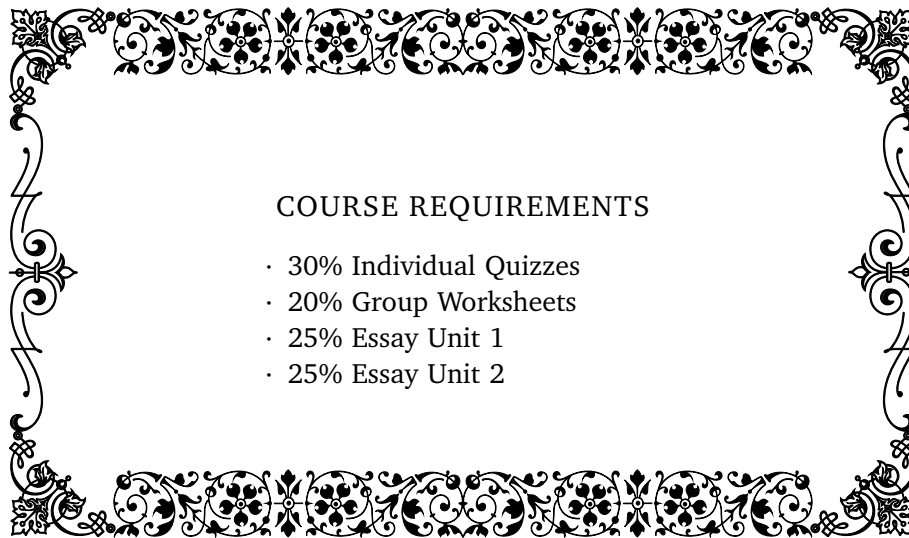 COURSE REQUIREMENTS
· 30% Individual Quizzes
· 20% Group Worksheets
· 25% Essay Unit 1
· 25% Essay Unit 2